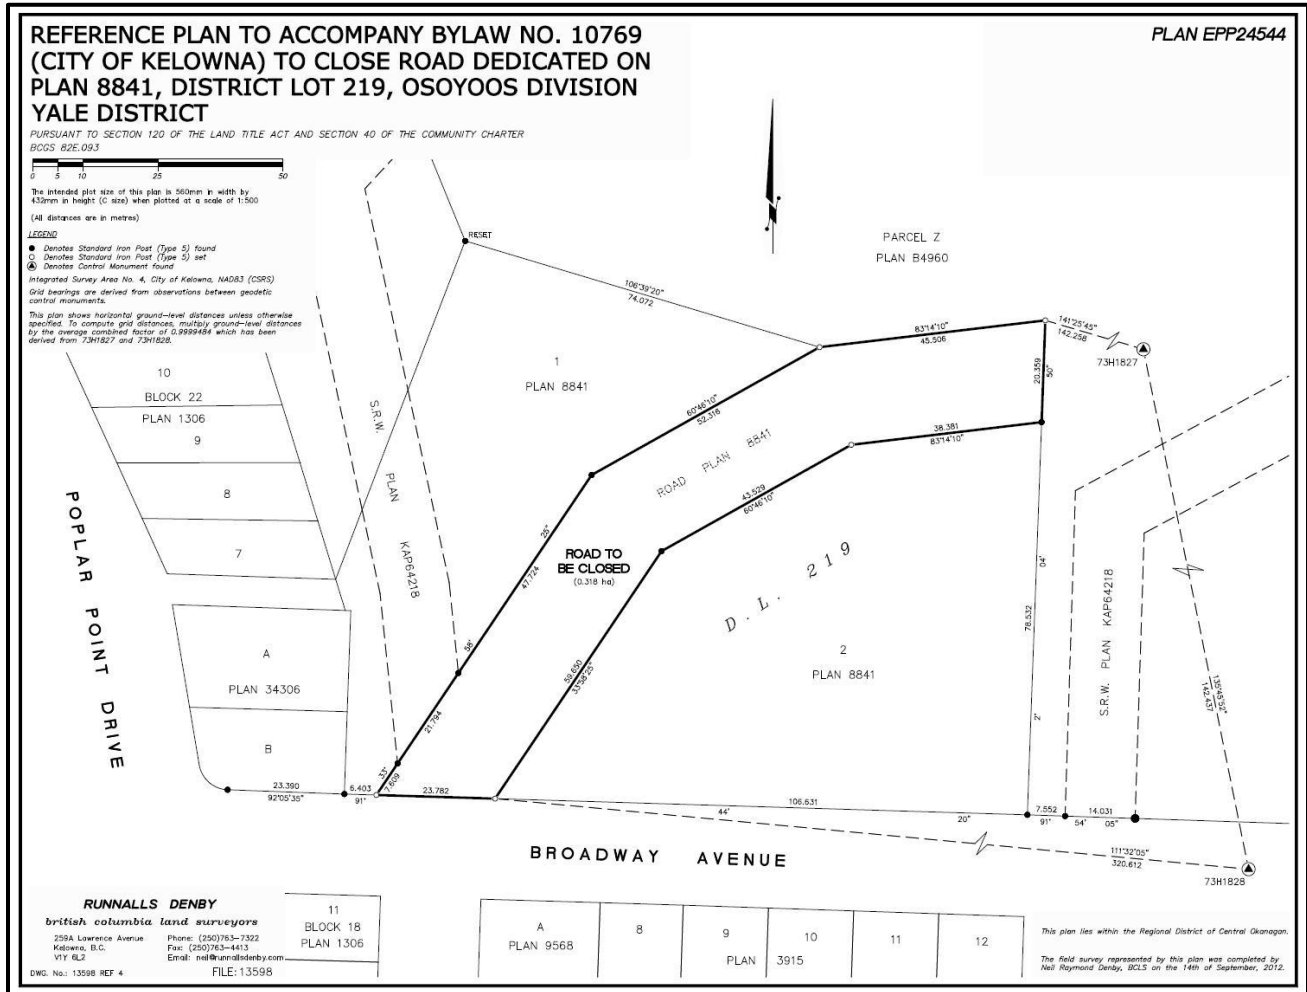 REFERENCE PLAN TO ACCOMPANY BYLAW NO. 10769
(CITY OF KELOWNA) TO CLOSE ROAD DEDICATED ON
PLAN 8841, DISTRICT LOT 219, OSOYOOS DIVISION
YALE DISTRICT
PLAN EPP24544
PURSUANT TO SECTION 120 OF THE LAND TITLE ACT AND SECTION 40 OF THE COMMUNITY CHARTER
BCGS 82E.093
0 5 10 25 50
The intended plot size of this plan is 560mm in width by
432mm in height (C size) when plotted at a scale of 1:500
(All distances are in metres)
LEGEND
Denotes Standard Iron Post (Type 5) found
Denotes Standard Iron Post (Type 5) set
Denotes Control Monument found
Integrated Survey Area No. 4, City of Kelowna, NAD83 (CSRS)
Grid bearings are derived from observations between geodetic
control monuments.
This plan shows horizontal ground-level distances unless otherwise
specified. To compute grid distances, multiply ground-level distances
by the average combined factor of 0.9999484 which has been
derived from 73H1827 and 73H1828.
RESET
PARCEL Z
PLAN B4960
106°39'20"
74.072
83°14'10"
45.506
141°25'45"
142.258
73H1827
20.359
50"
1
PLAN 8841
10
BLOCK 22
PLAN 1306
9
8
7
S.R.W. PLAN KAP64218
60°46'10"
52.316
ROAD PLAN 8841
38.381
83°14'10"
43.529
60°46'10"
25"
47.724
58'
ROAD TO
BE CLOSED
(0.318 ha)
D. L. 219
04'
78.532
2'
2
PLAN 8841
S.R.W. PLAN KAP64218
135°45'52"
142.437
POPLAR POINT DRIVE
A
PLAN 34306
B
59.650
33°58'25"
21.794
33°
7.609
23.390
92°05'35"
6.403
91°
23.782
106.631
44'
20"
7.552
91°
14.031
54' 05"
BROADWAY AVENUE
111°32'05"
320.612
73H1828
RUNNALLS DENBY
british columbia land surveyors
259A Lawrence Avenue Phone: (250)763-7322
Kelowna, B.C. Fax: (250)763-4413
V1Y 6L2 Email: neil@runnallsdenby.com
DWG. No.: 13598 REF 4 FILE: 13598
11
BLOCK 18
PLAN 1306
A
PLAN 9568
8
9
10
11
12
PLAN 3915
This plan lies within the Regional District of Central Okanagan.
The field survey represented by this plan was completed by
Neil Raymond Denby, BCLS on the 14th of September, 2012.